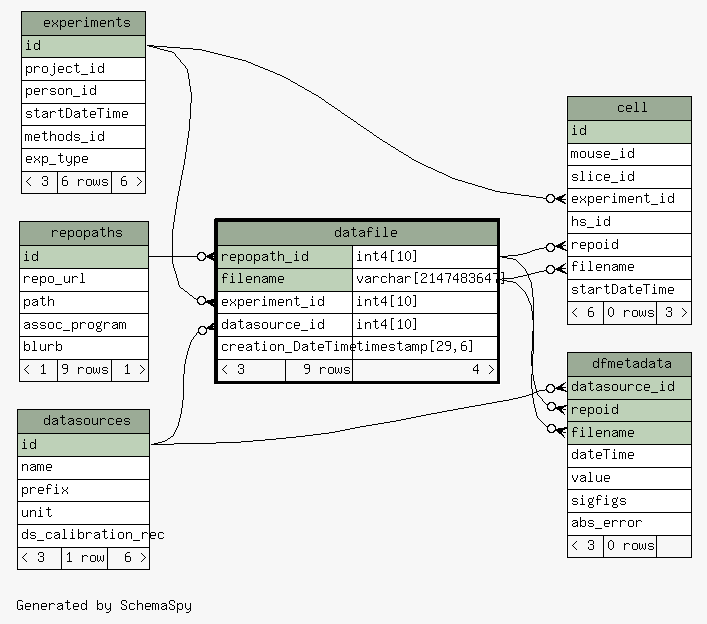 experiments
id
project_id
person_id
startDateTime
methods_id
exp_type
< 3 6 rows 6 >
repopaths
id
repo_url
path
assoc_program
blurb
< 1 9 rows 1 >
datasources
id
name
prefix
unit
ds_calibration_rec
< 3 1 row 6 >
datafile
repopath_id int4[10]
filename varchar[2147483647]
experiment_id int4[10]
datasource_id int4[10]
creation_DateTime timestamp[29,6]
< 3 9 rows 4 >
cell
id
mouse_id
slice_id
experiment_id
hs_id
repoid
filename
startDateTime
< 6 0 rows 3 >
dfmetadata
datasource_id
repoid
filename
dateTime
value
sigfigs
abs_error
< 3 0 rows
Generated by SchemaSpy